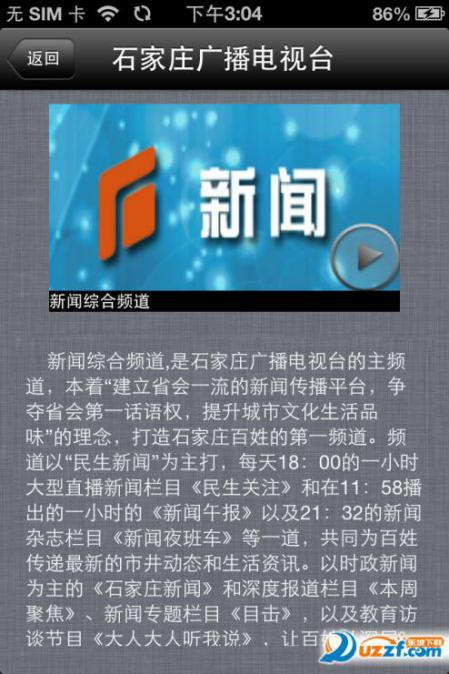 无 SIM 卡 下午3:04 86%
返回 石家庄广播电视台
新闻
新闻综合频道
新闻综合频道,是石家庄广播电视台的主频
道，本着“建立省会一流的新闻传播平台，争
夺省会第一话语权，提升城市文化生活品
味”的理念，打造石家庄百姓的第一频道。频
道以“民生新闻”为主打，每天18：00的一小时
大型直播新闻栏目《民生关注》和在11：58播
出的一小时的《新闻午报》以及21：32的新闻
杂志栏目《新闻夜班车》等一道，共同为百姓
传递最新的市井动态和生活资讯。以时政新闻
为主的《石家庄新闻》和深度报道栏目《本周
聚焦》、新闻专题栏目《目击》，以及教育访
谈节目《大人大人听我说》，让百姓
东坡下载
uzzf.com